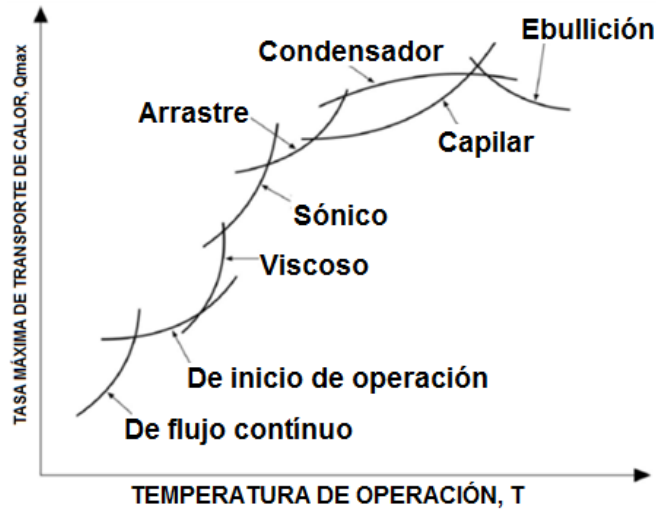 Ebullición
Condensador
Arrastre
Capilar
Sónico
Viscoso
De inicio de operación
De flujo contínuo
TASA MÁXIMA DE TRANSPORTE DE CALOR, Qmax
TEMPERATURA DE OPERACIÓN, T